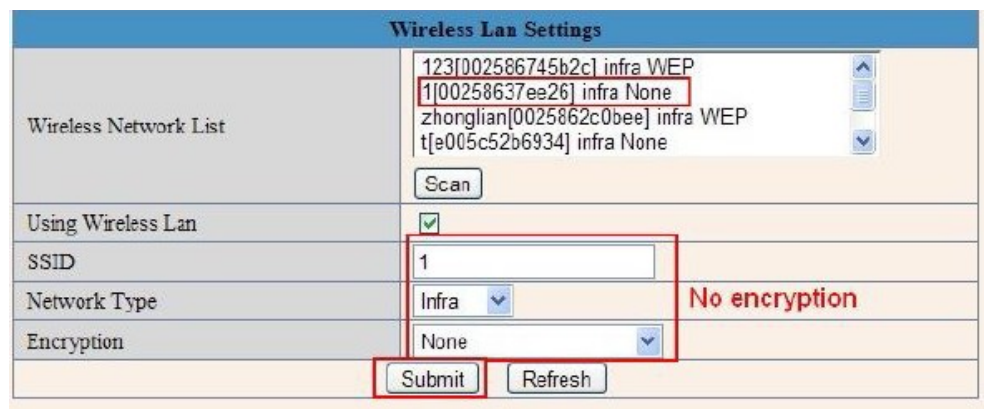 Wireless Lan Settings
Wireless Network List
123[002586745b2c] infra WEP
1[00258637ee26] infra None
zhonglian[0025862c0bee] infra WEP
t[e005c52b6934] infra None
Scan
Using Wireless Lan
SSID
1
Network Type
Infra
No encryption
Encryption
None
Submit
Refresh